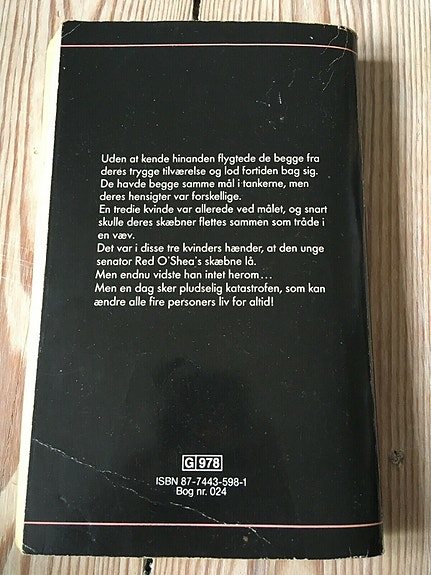 Uden at kende hinanden flygtede de begge fra
deres trygge tilværelse og lod fortiden bag sig.
De havde begge samme mål i tankerne, men
deres hensigter var forskellige.
En tredie kvinde var allerede ved målet, og snart
skulle deres skæbner flettes sammen som tråde i
en væv.
Det var i disse tre kvinders hænder, at den unge
senator Red O'Shea's skæbne lå.
Men endnu vidste han intet herom...
Men en dag sker pludselig katastrofen, som kan
ændre alle fire personers liv for altid!
G 978
ISBN 87-7443-598-1
Bog nr. 024